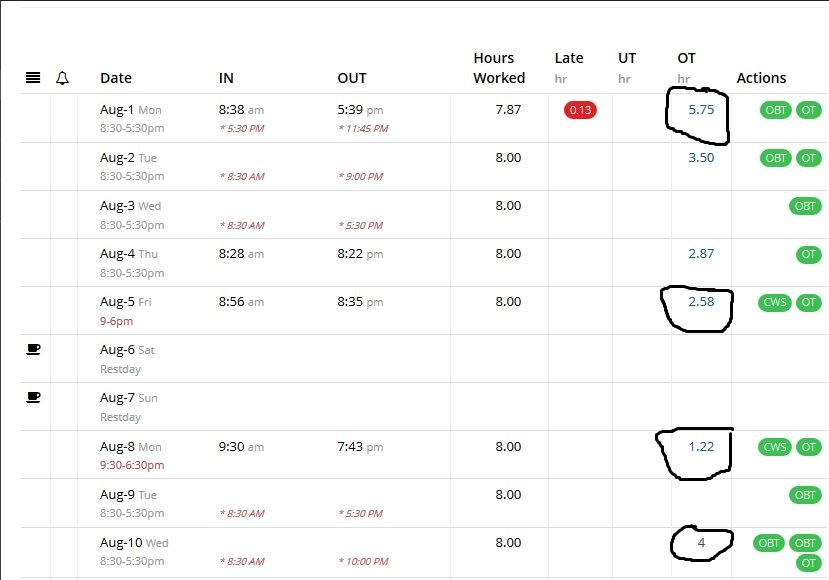 Hours Worked Late hr UT hr OT hr
Date IN OUT Actions
Aug-1 Mon 8:38 am 5:39 pm 7.87 0.13 5.75 OBT OT
8:30-5:30pm * 5:30 PM * 11:45 PM
Aug-2 Tue 8.00 3.50 OBT OT
8:30-5:30pm * 8:30 AM * 9:00 PM
Aug-3 Wed 8.00 OBT
8:30-5:30pm * 8:30 AM * 5:30 PM
Aug-4 Thu 8:28 am 8:22 pm 8.00 2.87 OT
8:30-5:30pm
Aug-5 Fri 8:56 am 8:35 pm 8.00 2.58 CWS OT
9-6pm
Aug-6 Sat
Restday
Aug-7 Sun
Restday
Aug-8 Mon 9:30 am 7:43 pm 8.00 1.22 CWS OT
9:30-6:30pm
Aug-9 Tue 8.00 OBT
8:30-5:30pm * 8:30 AM * 5:30 PM
Aug-10 Wed 8.00 4 OBT OBT
8:30-5:30pm * 8:30 AM * 10:00 PM OT